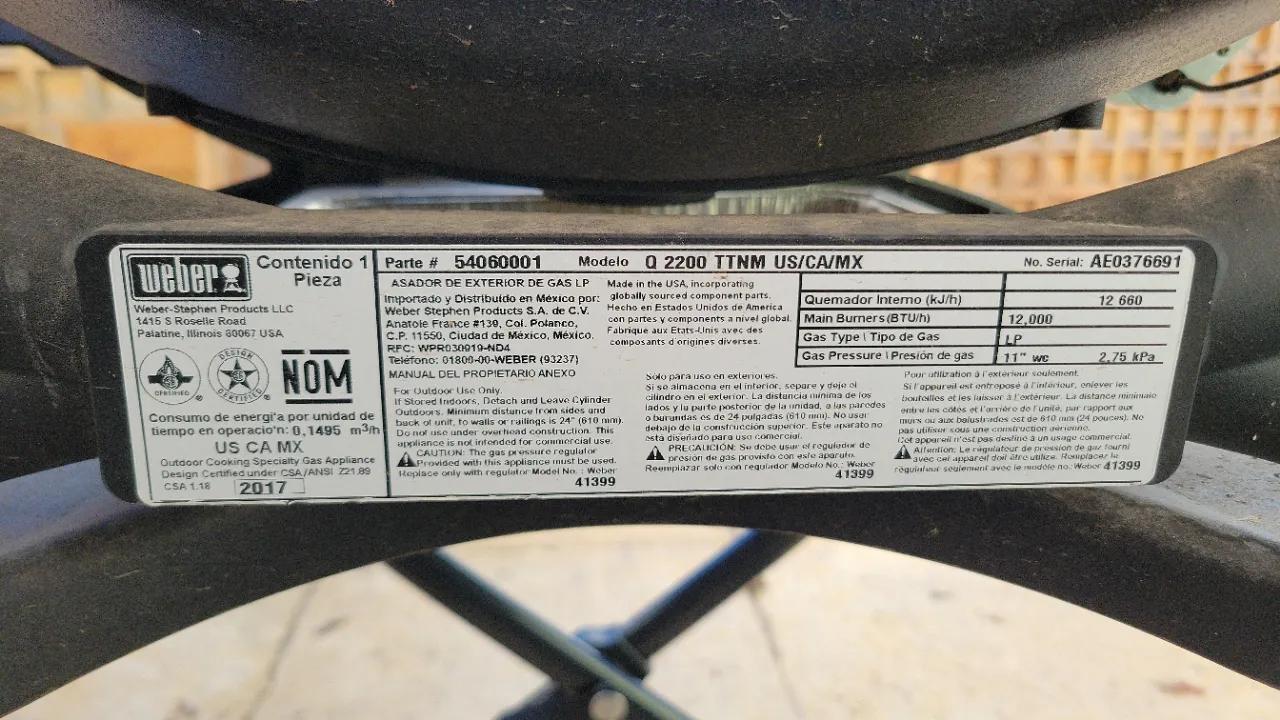 weber
Contenido 1
Pieza
Weber-Stephen Products LLC
1415 S Roselle Road
Palatine, Illinois 60067 USA
CERTIFIED ®
DESIGN CERTIFIED ®
NOM
Consumo de energi'a por unidad de
tiempo en operacio'n: 0,1495 m³/h
US CA MX
Outdoor Cooking Specialty Gas Appliance
Design Certified under CSA/ANSI Z21.89
CSA 1.18 2017
Parte # 54060001 Modelo Q 2200 TTNM US/CA/MX No. Serial: AE0376691
ASADOR DE EXTERIOR DE GAS LP
Importado y Distribuido en México por:
Weber Stephen Products S.A. de C.V.
Anatole France #139, Col. Polanco,
C.P. 11550, Ciudad de México, México.
RFC: WPR030919-ND4
Teléfono: 01800-00-WEBER (93237)
MANUAL DEL PROPIETARIO ANEXO
Made in the USA, incorporating
globally sourced component parts.
Hecho en Estados Unidos de America
con partes y componentes a nivel global.
Fabrique aux Etats-Unis avec des
composants d origines diverses.
Quemador Interno (kJ/h) 12 660
Main Burners (BTU/h) 12,000
Gas Type \ Tipo de Gas LP
Gas Pressure \ Presión de gas 11" wc 2.75 kPa
For Outdoor Use Only.
If Stored Indoors, Detach and Leave Cylinder
Outdoors. Minimum distance from sides and
back of unit, to walls or railings is 24" (610 mm).
Do not use under overhead construction. This
appliance is not intended for commercial use.
CAUTION: The gas pressure regulator
Provided with this appliance must be used.
Replace only with regulator Model No. : Weber
41399
Solo para uso en exteriores.
Si se almacena en el interior, separe y deje el
cilindro en el exterior. La distancia mínima de los
lados y la parte posterior de la unidad, a las paredes
o barandas es de 24 pulgadas (610 mm). No usar
debajo de la construcción superior. Este aparato no
está diseñado para uso comercial.
PRECAUCIÓN: Se debe usar el regulador de
presion de gas provisto con este aparato.
Reemplazar solo con regulador Modelo No.: Weber
41399
Pour utilization à l'extérieur seulement.
Si l'appareil est entroposé à l'intérieur, enlever les
bouteilles et les laisser à l'extérieur. La distance minimale
entre les côtés et l'arrière de l'unité, par rapport aux
murs ou aux balustrades est de 610 mm (24 pouces). Ne
pas utiliser sous une construction aérienne.
Cet appareil n'est pas destiné à un usage commercial.
Attention: Le régulateur de pression de gaz fourni
avec cet appareil doit être utilize. Remplacez le
régulateur seulement avec le modèle no.: Weber 41399